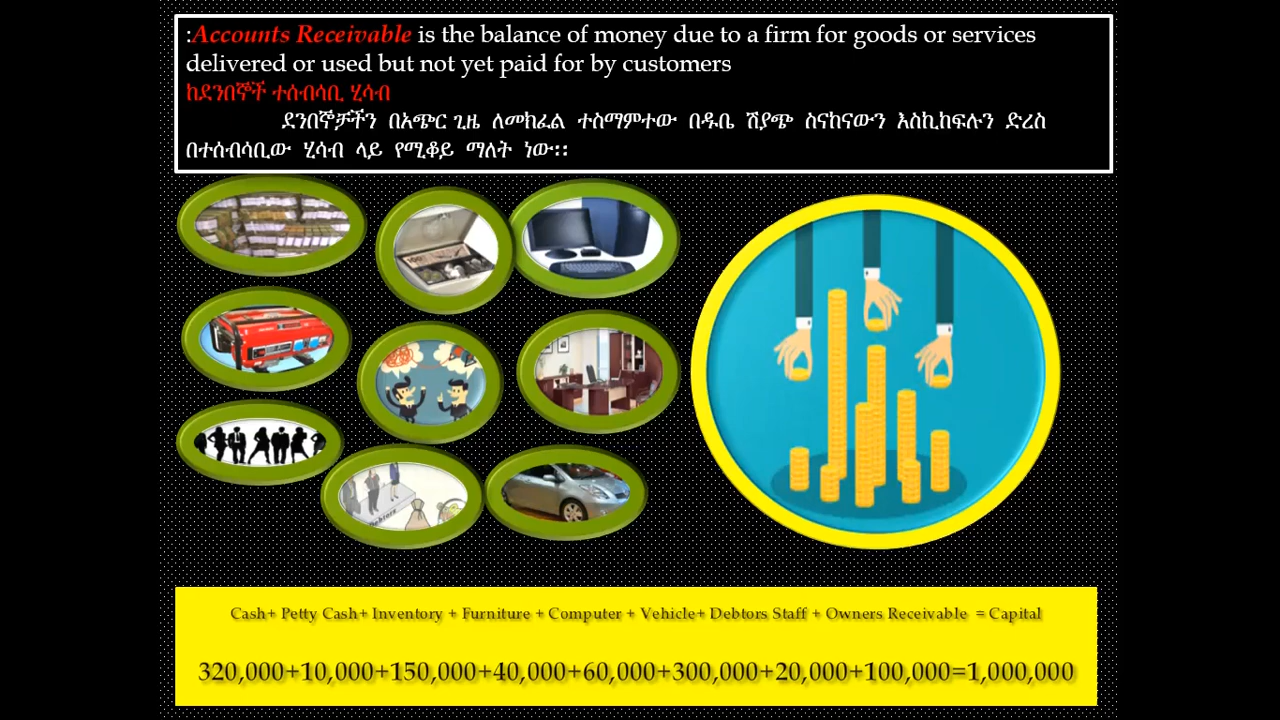 :Accounts Receivable is the balance of money due to a firm for goods or services
delivered or used but not yet paid for by customers
ከደንበኞች ተሰብሳቢ ሂሳብ
ደንበኞቻችን በአጭር ጊዜ ለመክፈል ተስማምተው በዱቤ ሽያጭ ስናከናውን እስኪከፍሉን ድረስ
በተሰብሳቢው ሂሳብ ላይ የሚቆይ ማለት ነው፡፡
Debtors
Cash+ Petty Cash+ Inventory + Furniture + Computer + Vehicle+ Debtors Staff + Owners Receivable = Capital
320,000+10,000+150,000+40,000+60,000+300,000+20,000+100,000=1,000,000